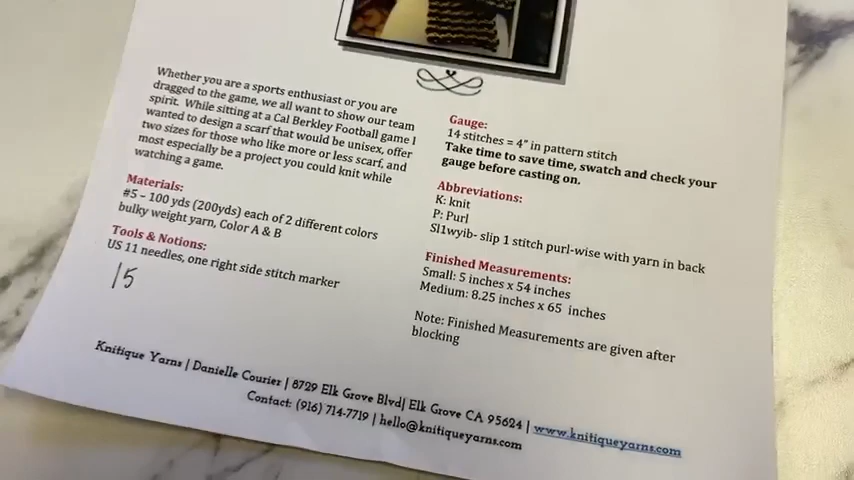 Whether you are a sports enthusiast or you are
dragged to the game, we all want to show our team
spirit. While sitting at a Cal Berkley Football game I
wanted to design a scarf that would be unisex, offer
two sizes for those who like more or less scarf, and
most especially be a project you could knit while
watching a game.
Materials:
#5 – 100 yds (200yds) each of 2 different colors
bulky weight yarn, Color A & B
Tools & Notions:
US 11 needles, one right side stitch marker
15
Gauge:
14 stitches = 4" in pattern stitch
Take time to save time, swatch and check your
gauge before casting on.
Abbreviations:
K: knit
P: Purl
Sl1wyib- slip 1 stitch purl-wise with yarn in back
Finished Measurements:
Small: 5 inches x 54 inches
Medium: 8.25 inches x 65 inches
Note: Finished Measurements are given after
blocking
Knitique Yarns | Danielle Courier | 8729 Elk Grove Blvd| Elk Grove CA 95624 | www.knitiqueyarns.com
Contact: (916) 714-7719 | hello@knitiqueyarns.com